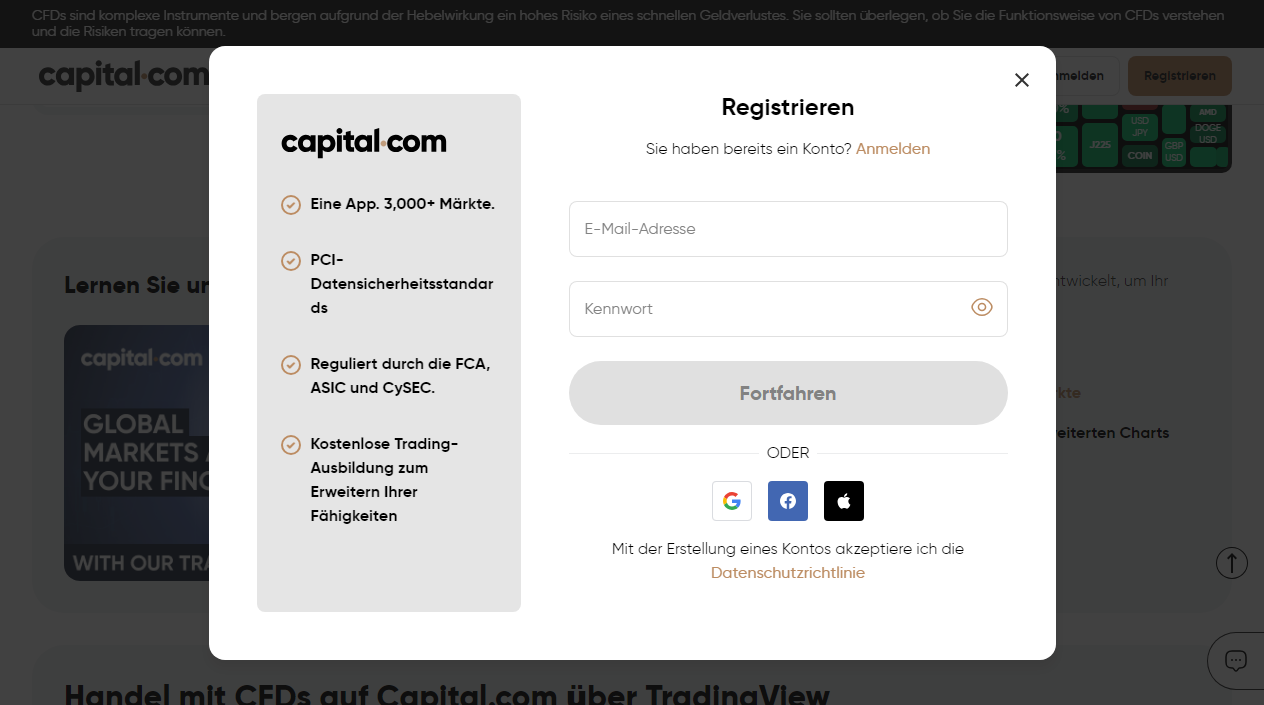 CFDs sind komplexe Instrumente und bergen aufgrund der Hebelwirkung ein hohes Risiko eines schnellen Geldverlustes. Sie sollten überlegen, ob Sie die Funktionsweise von CFDs verstehen
und die Risiken tragen können.
capital.com
nmelden
Registrieren
capital.com
Eine App. 3,000+ Märkte.
PCI-
Datensicherheitsstandar
ds
Reguliert durch die FCA,
ASIC und CySEC.
Kostenlose Trading-
Ausbildung zum
Erweitern Ihrer
Fähigkeiten
Registrieren
Sie haben bereits ein Konto? Anmelden
E-Mail-Adresse
Kennwort
Fortfahren
ODER
Mit der Erstellung eines Kontos akzeptiere ich die
Datenschutzrichtlinie
USD
JPY
J225
COIN
GBP
USD
AMD
DOGE
USD
Lernen Sie
ntwickelt, um Ihr
capital.com
GLOBAL
MARKETS
YOUR
WITH OUR
rkte
eiterten Charts
Handel mit CFDs auf Capital.com über TradingView